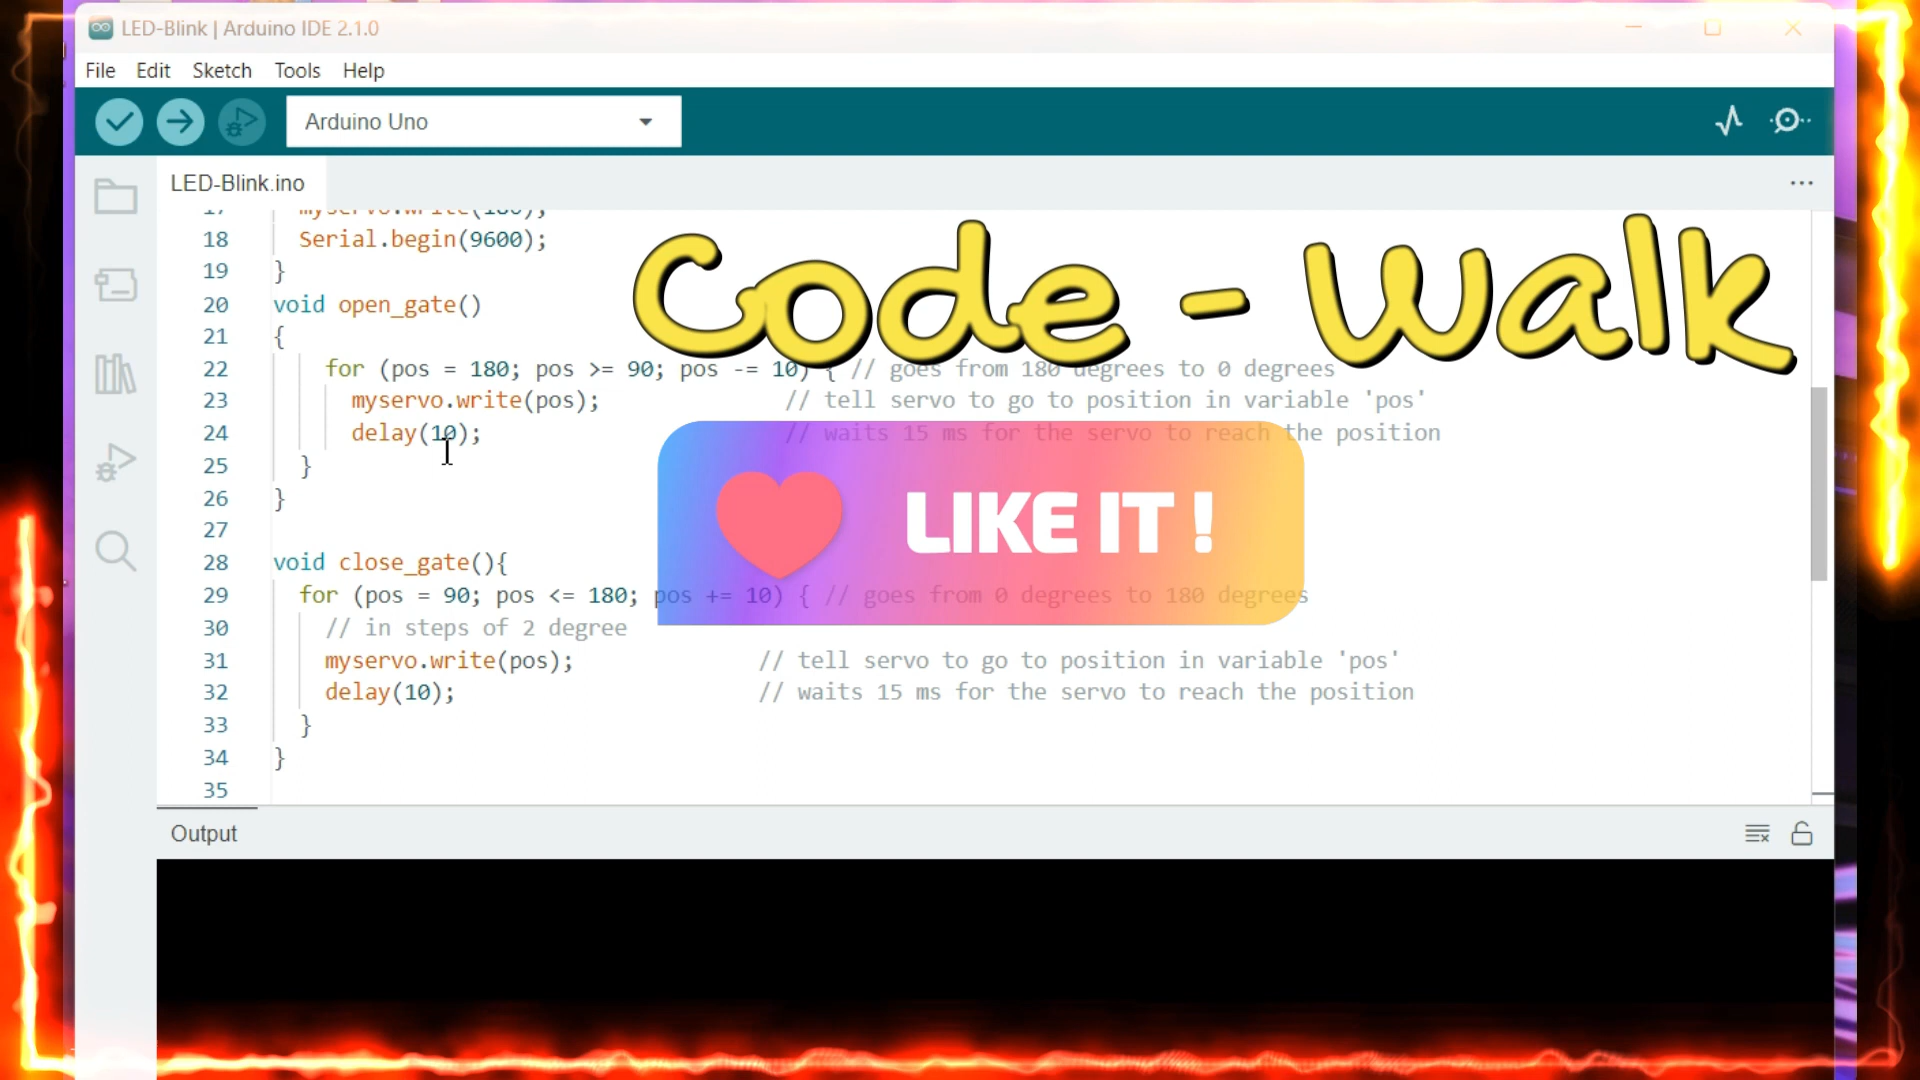 LED-Blink | Arduino IDE 2.1.0
File Edit Sketch Tools Help
Arduino Uno
LED-Blink.ino
17 myservo.write(180);
18 Serial.begin(9600);
Code - Walk
19 }
20 void open_gate()
21 {
22 for (pos = 180; pos >= 90; pos -= 10) { // goes from 180 degrees to 0 degrees
23 myservo.write(pos); // tell servo to go to position in variable 'pos'
24 delay(10); // waits 15 ms for the servo to reach the position
25 }
26 }
LIKE IT !
27
28 void close_gate(){
29 for (pos = 90; pos <= 180; pos += 10) { // goes from 0 degrees to 180 degrees
30 // in steps of 2 degree
31 myservo.write(pos); // tell servo to go to position in variable 'pos'
32 delay(10); // waits 15 ms for the servo to reach the position
33 }
34 }
35
Output